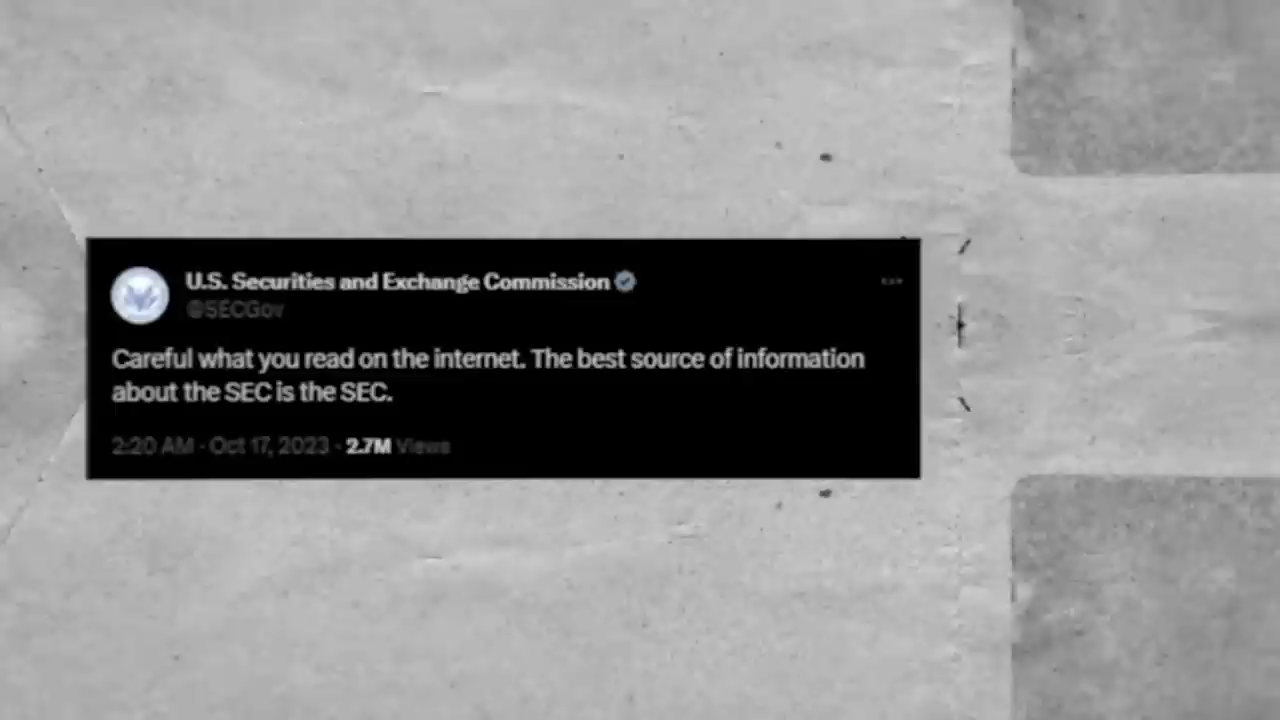 U.S. Securities and Exchange Commission
@SECGov
Careful what you read on the internet. The best source of information
about the SEC is the SEC.
2:20 AM · Oct 17, 2023 · 2.7M Views